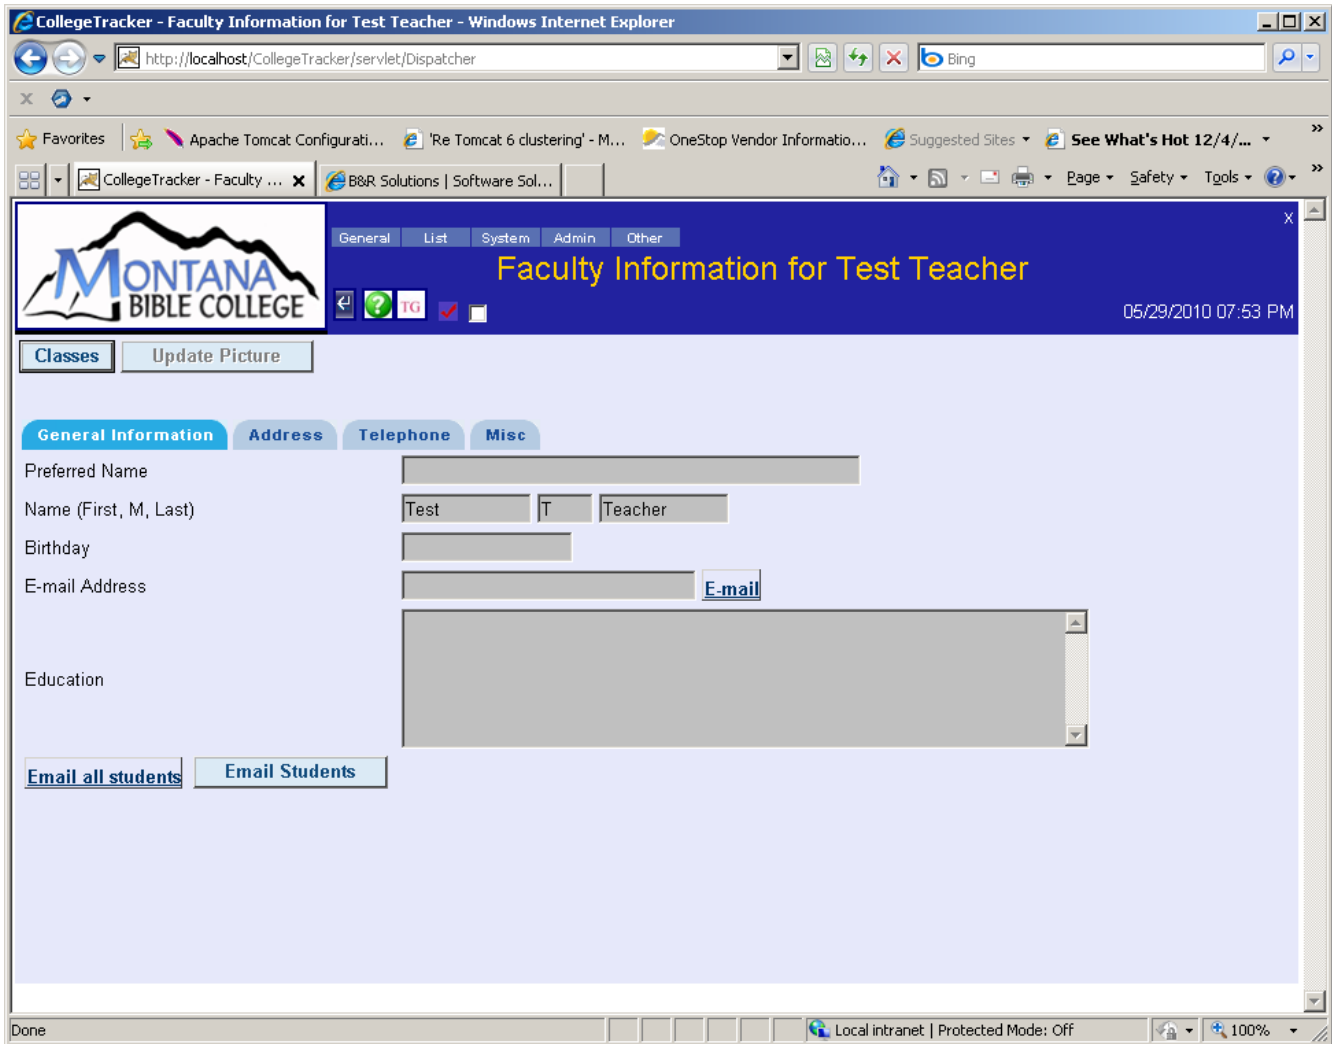 CollegeTracker - Faculty Information for Test Teacher - Windows Internet Explorer
http://localhost/CollegeTracker/servlet/Dispatcher
Bing
Favorites Apache Tomcat Configurati... 'Re Tomcat 6 clustering' - M... OneStop Vendor Informatio... Suggested Sites See What's Hot 12/4/... »
CollegeTracker - Faculty ... X B&R Solutions | Software Sol... Page Safety Tools »
MONTANA
BIBLE COLLEGE
X
General List System Admin Other
Faculty Information for Test Teacher
? TG
05/29/2010 07:53 PM
Classes Update Picture
General Information Address Telephone Misc
Preferred Name
Name (First, M, Last) Test T Teacher
Birthday
E-mail Address E-mail
Education
Email all students Email Students
Done Local intranet | Protected Mode: Off 100%